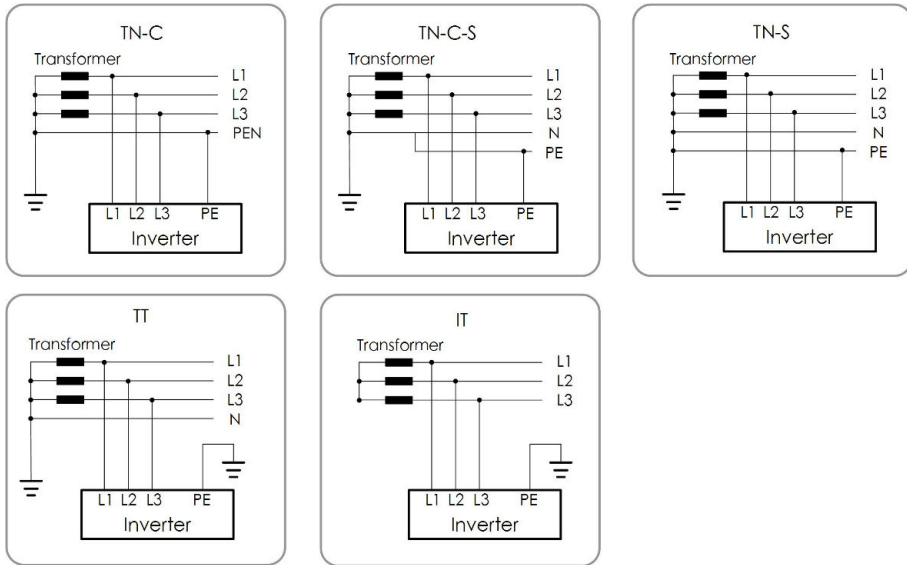 TN-C
Transformer
L1
L2
L3
PEN
L1 L2 L3 PE
Inverter
TN-C-S
Transformer
L1
L2
L3
N
PE
L1 L2 L3 PE
Inverter
TN-S
Transformer
L1
L2
L3
N
PE
L1 L2 L3 PE
Inverter
TT
Transformer
L1
L2
L3
N
L1 L2 L3 PE
Inverter
IT
Transformer
L1
L2
L3
L1 L2 L3 PE
Inverter